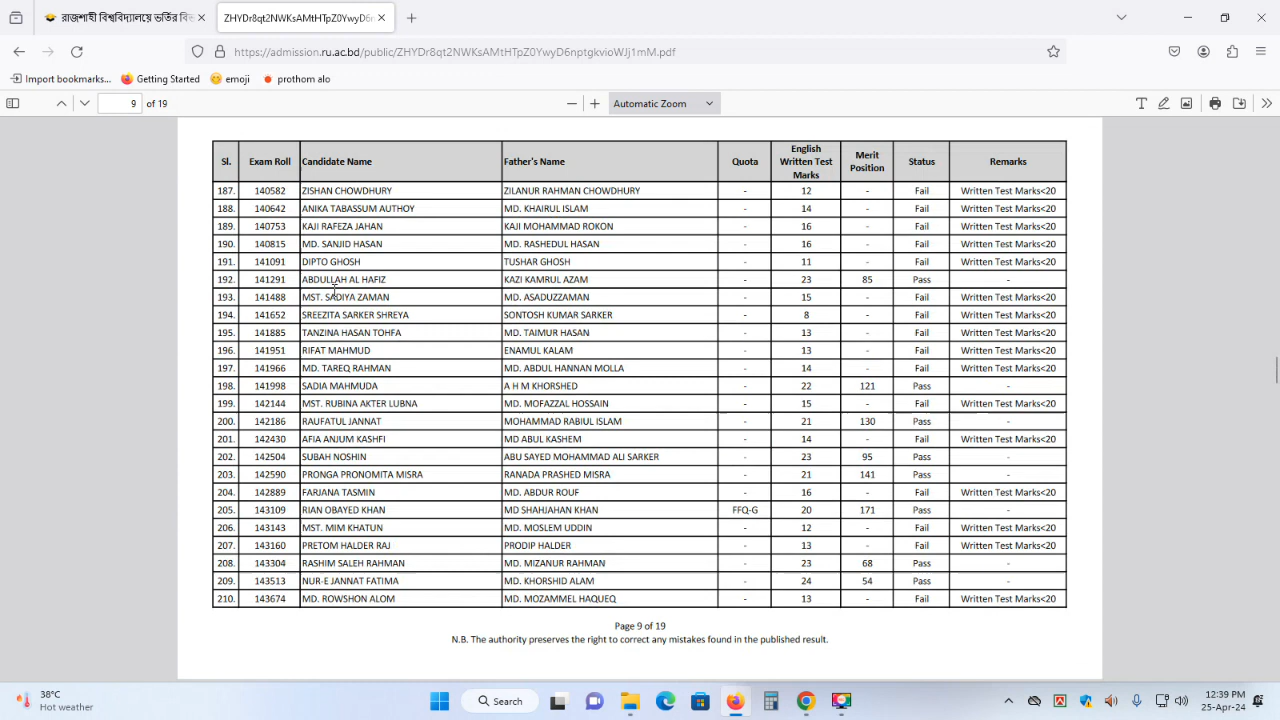 রাজশাহী বিশ্ববিদ্যালয়ে ভর্তির বিষ
ZHYDr8qt2NWKsAMtHTpZ0YwyD6n
https://admission.ru.ac.bd/public/ZHYDr8qt2NWKsAMtHTpZ0YwyD6nptgkvioWJj1mM.pdf
Import bookmarks... Getting Started emoji prothom alo
9 of 19 Automatic Zoom
Sl. Exam Roll Candidate Name Father's Name Quota English Written Test Marks Merit Position Status Remarks
187. 140582 ZISHAN CHOWDHURY ZILANUR RAHMAN CHOWDHURY - 12 - Fail Written Test Marks<20
188. 140642 ANIKA TABASSUM AUTHOY MD. KHAIRUL ISLAM - 14 - Fail Written Test Marks<20
189. 140753 KAJI RAFEZA JAHAN KAJI MOHAMMAD ROKON - 16 - Fail Written Test Marks<20
190. 140815 MD. SANJID HASAN MD. RASHEDUL HASAN - 16 - Fail Written Test Marks<20
191. 141091 DIPTO GHOSH TUSHAR GHOSH - 11 - Fail Written Test Marks<20
192. 141291 ABDULLAH AL HAFIZ KAZI KAMRUL AZAM - 23 85 Pass -
193. 141488 MST. SADIYA ZAMAN MD. ASADUZZAMAN - 15 - Fail Written Test Marks<20
194. 141652 SREEZITA SARKER SHREYA SONTOSH KUMAR SARKER - 8 - Fail Written Test Marks<20
195. 141885 TANZINA HASAN TOHFA MD. TAIMUR HASAN - 13 - Fail Written Test Marks<20
196. 141951 RIFAT MAHMUD ENAMUL KALAM - 13 - Fail Written Test Marks<20
197. 141966 MD. TAREQ RAHMAN MD. ABDUL HANNAN MOLLA - 14 - Fail Written Test Marks<20
198. 141998 SADIA MAHMUDA A H M KHORSHED - 22 121 Pass -
199. 142144 MST. RUBINA AKTER LUBNA MD. MOFAZZAL HOSSAIN - 15 - Fail Written Test Marks<20
200. 142186 RAUFATUL JANNAT MOHAMMAD RABIUL ISLAM - 21 130 Pass -
201. 142430 AFIA ANJUM KASHFI MD ABUL KASHEM - 14 - Fail Written Test Marks<20
202. 142504 SUBAH NOSHIN ABU SAYED MOHAMMAD ALI SARKER - 23 95 Pass -
203. 142590 PRONGA PRONOMITA MISRA RANADA PRASHED MISRA - 21 141 Pass -
204. 142889 FARJANA TASMIN MD. ABDUR ROUF - 16 - Fail Written Test Marks<20
205. 143109 RIAN OBAYED KHAN MD SHAHJAHAN KHAN FFQ-G 20 171 Pass -
206. 143143 MST. MIM KHATUN MD. MOSLEM UDDIN - 12 - Fail Written Test Marks<20
207. 143160 PRETOM HALDER RAJ PRODIP HALDER - 13 - Fail Written Test Marks<20
208. 143304 RASHIM SALEH RAHMAN MD. MIZANUR RAHMAN - 23 68 Pass -
209. 143513 NUR-E JANNAT FATIMA MD. KHORSHID ALAM - 24 54 Pass -
210. 143674 MD. ROWSHON ALOM MD. MOZAMMEL HAQUEQ - 13 - Fail Written Test Marks<20
Page 9 of 19
N.B. The authority preserves the right to correct any mistakes found in the published result.
38°C
Hot weather
Search
12:39 PM
25-Apr-24